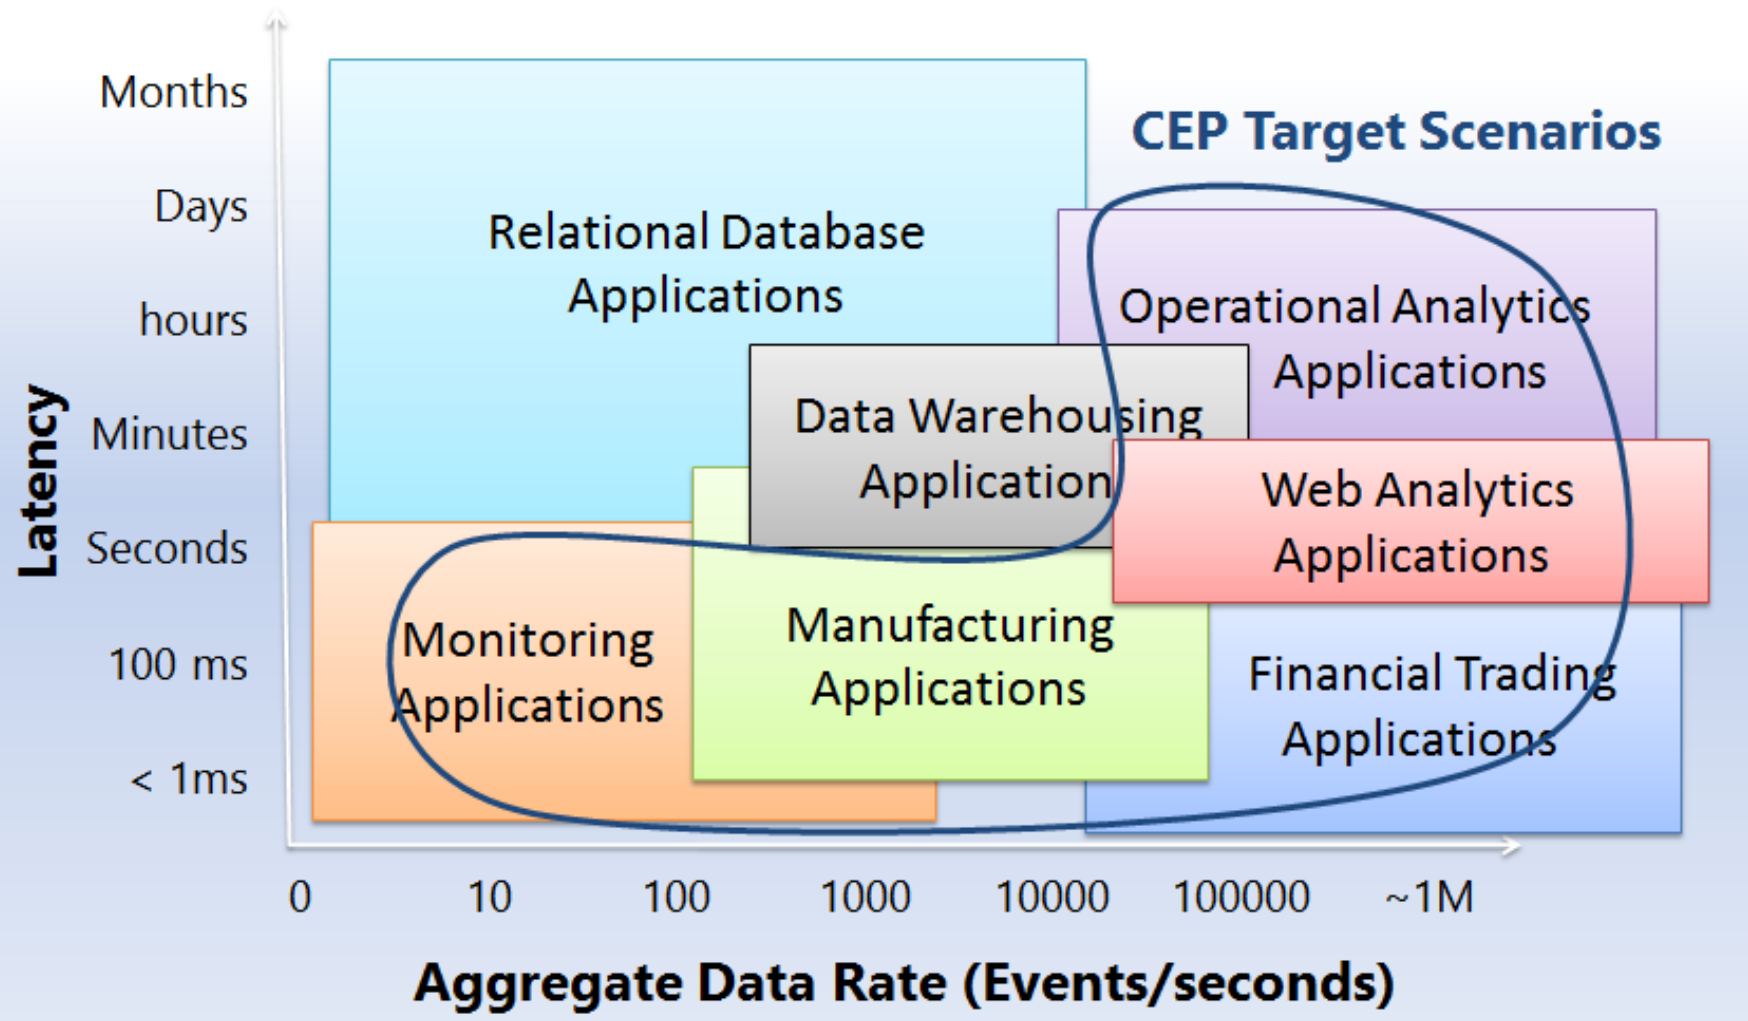 CEP Target Scenarios
Latency
Months
Days
hours
Minutes
Seconds
100 ms
< 1ms
Relational Database
Applications
Operational Analytics
Applications
Data Warehousing
Application
Web Analytics
Applications
Monitoring
Applications
Manufacturing
Applications
Financial Trading
Applications
0 10 100 1000 10000 100000 ~1M
Aggregate Data Rate (Events/seconds)